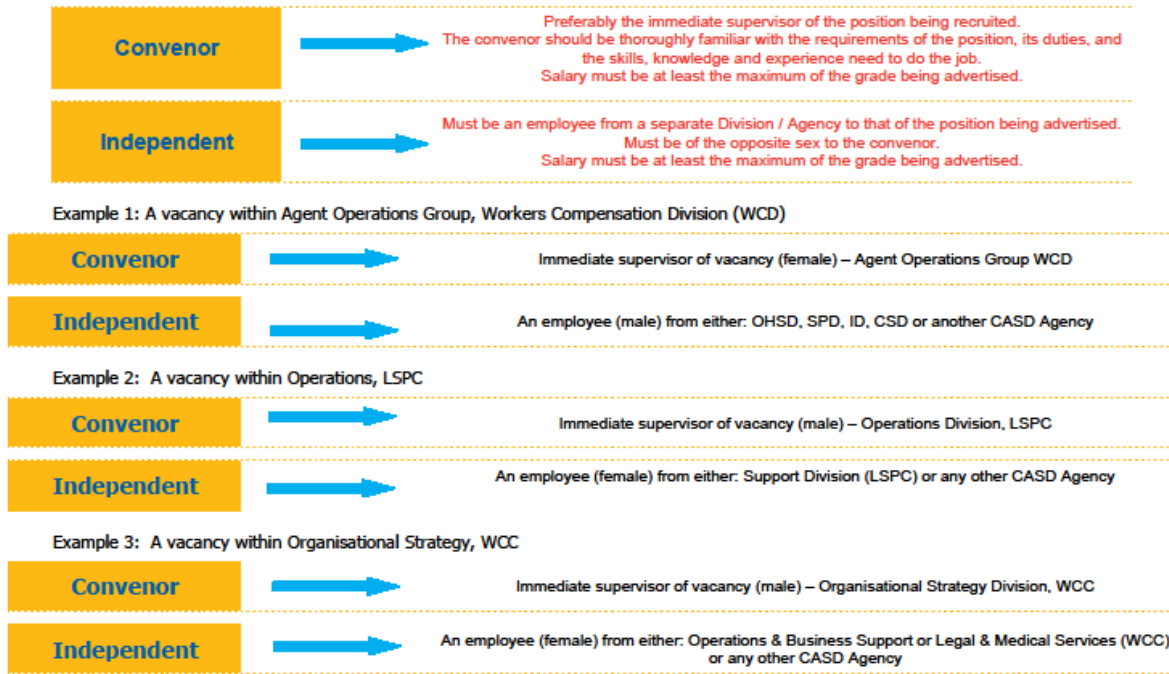 Convenor
Preferably the immediate supervisor of the position being recruited.
The convenor should be thoroughly familiar with the requirements of the position, its duties, and
the skills, knowledge and experience need to do the job.
Salary must be at least the maximum of the grade being advertised.
Independent
Must be an employee from a separate Division / Agency to that of the position being advertised.
Must be of the opposite sex to the convenor.
Salary must be at least the maximum of the grade being advertised.
Example 1: A vacancy within Agent Operations Group, Workers Compensation Division (WCD)
Convenor
Immediate supervisor of vacancy (female) – Agent Operations Group WCD
Independent
An employee (male) from either: OHSD, SPD, ID, CSD or another CASD Agency
Example 2: A vacancy within Operations, LSPC
Convenor
Immediate supervisor of vacancy (male) – Operations Division, LSPC
Independent
An employee (female) from either: Support Division (LSPC) or any other CASD Agency
Example 3: A vacancy within Organisational Strategy, WCC
Convenor
Immediate supervisor of vacancy (male) – Organisational Strategy Division, WCC
Independent
An employee (female) from either: Operations & Business Support or Legal & Medical Services (WCC)
or any other CASD Agency